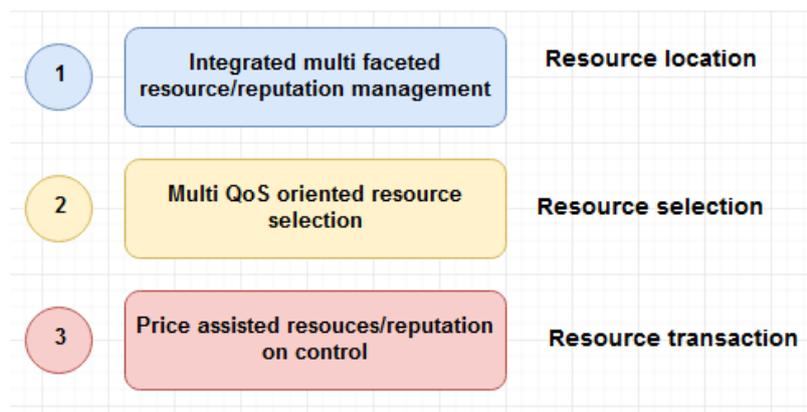 1
Integrated multi faceted
resource/reputation management
Resource location
2
Multi QoS oriented resource
selection
Resource selection
3
Price assisted resouces/reputation
on control
Resource transaction